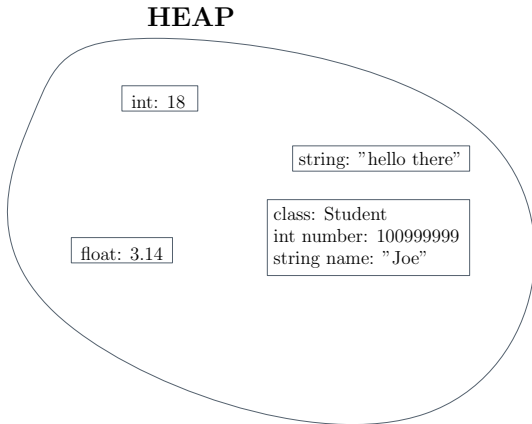 HEAP
int: 18
string: ”hello there”
class: Student
int number: 100999999
string name: ”Joe”
float: 3.14